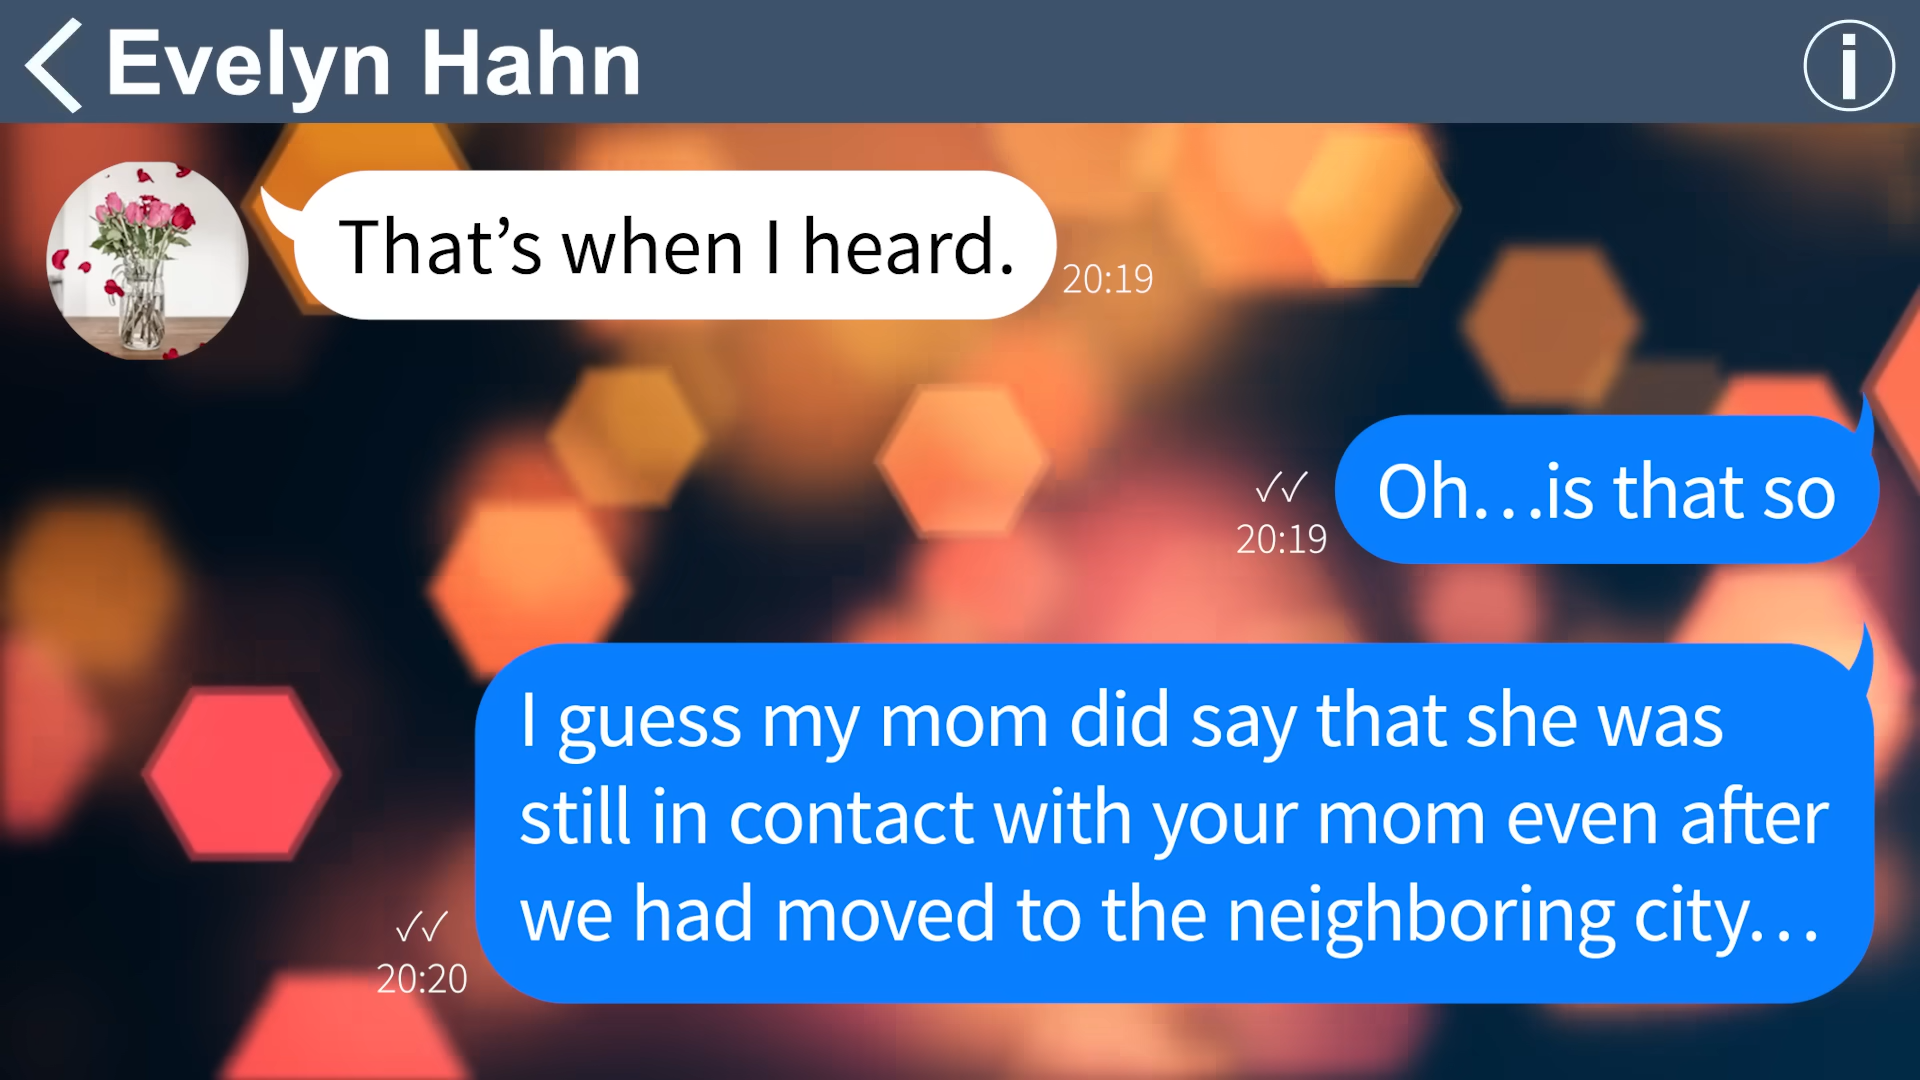 Evelyn Hahn
That’s when I heard.
20:19
Oh…is that so
20:19
I guess my mom did say that she was
still in contact with your mom even after
we had moved to the neighboring city…
20:20